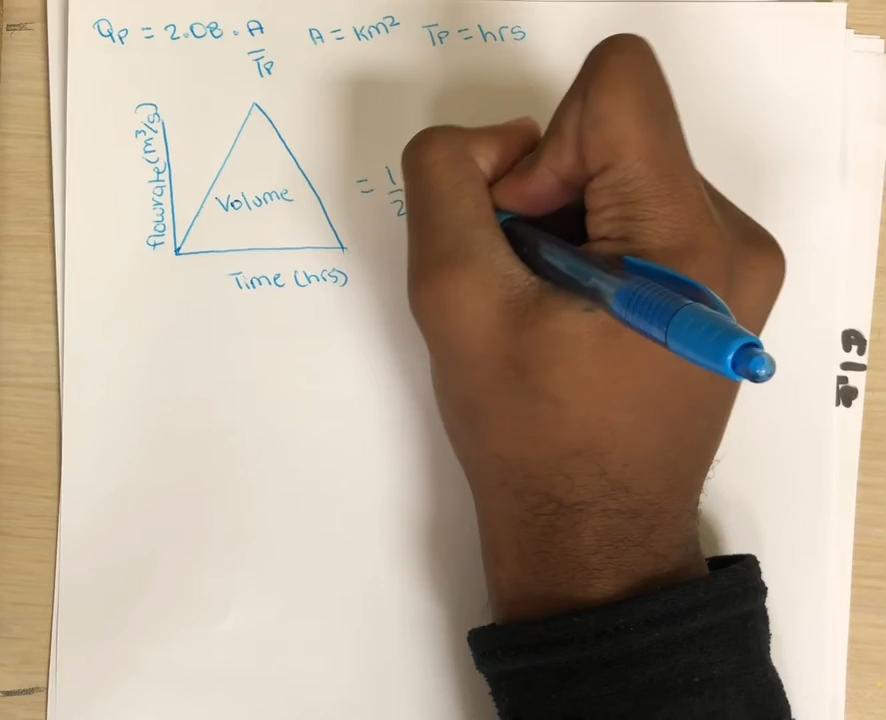 Qp = 2.08 · A/Tp A = km² Tp = hrs
flowrate (m³/s)
Volume
= 1/2
Time (hrs)